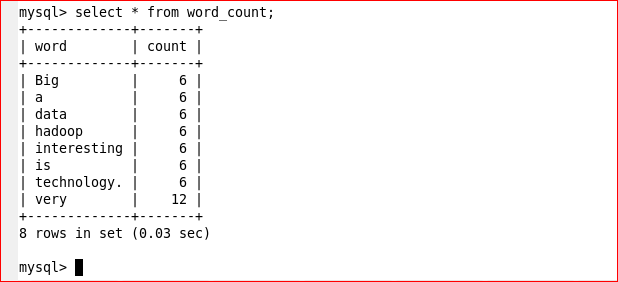 mysql> select * from word_count;
+-------------+-------+
| word        | count |
+-------------+-------+
| Big         |     6 |
| a           |     6 |
| data        |     6 |
| hadoop      |     6 |
| interesting |     6 |
| is          |     6 |
| technology. |     6 |
| very        |    12 |
+-------------+-------+
8 rows in set (0.03 sec)

mysql>